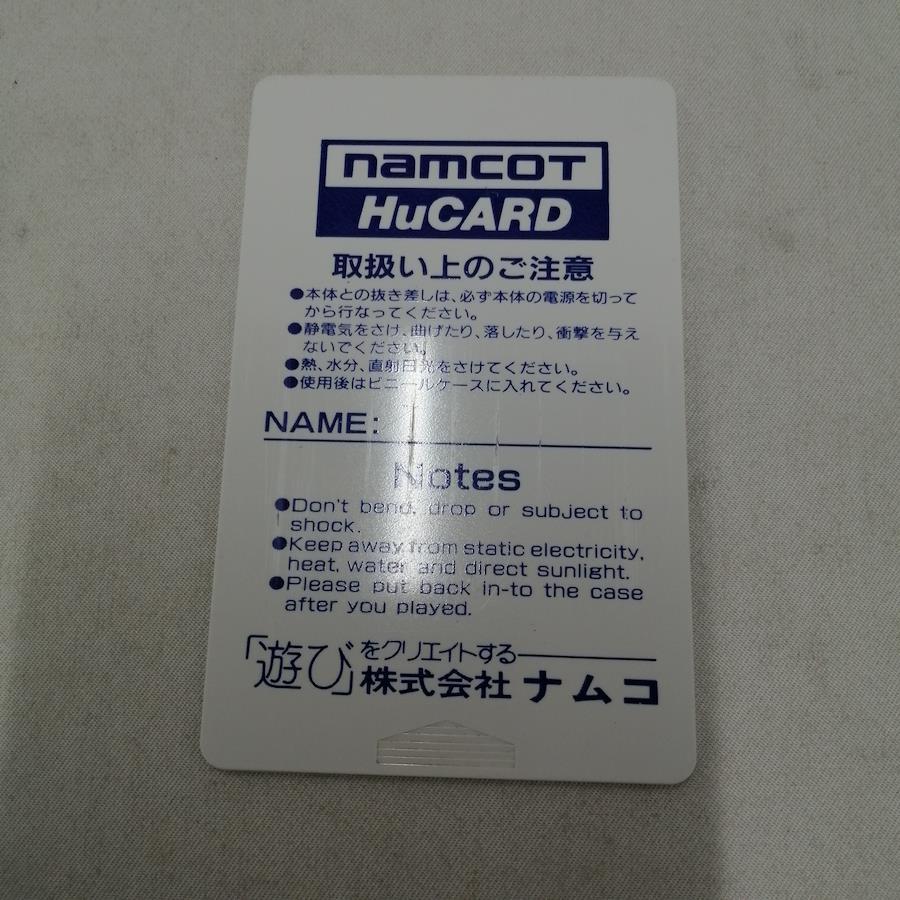 namcot
HuCARD
取扱い上のご注意
●本体との抜き差しは、必ず本体の電源を切って
から行なってください。
●静電気をさけ、曲げたり、落したり、衝撃を与え
ないでください。
●熱、水分、直射日光をさけてください。
●使用後はビニールケースに入れてください。
NAME:
Notes
●Don't bend, drop or subject to
shock.
●Keep away from static electricity,
heat, water and direct sunlight.
●Please put back in-to the case
after you played.
「遊び」をクリエイトする
株式会社ナムコ